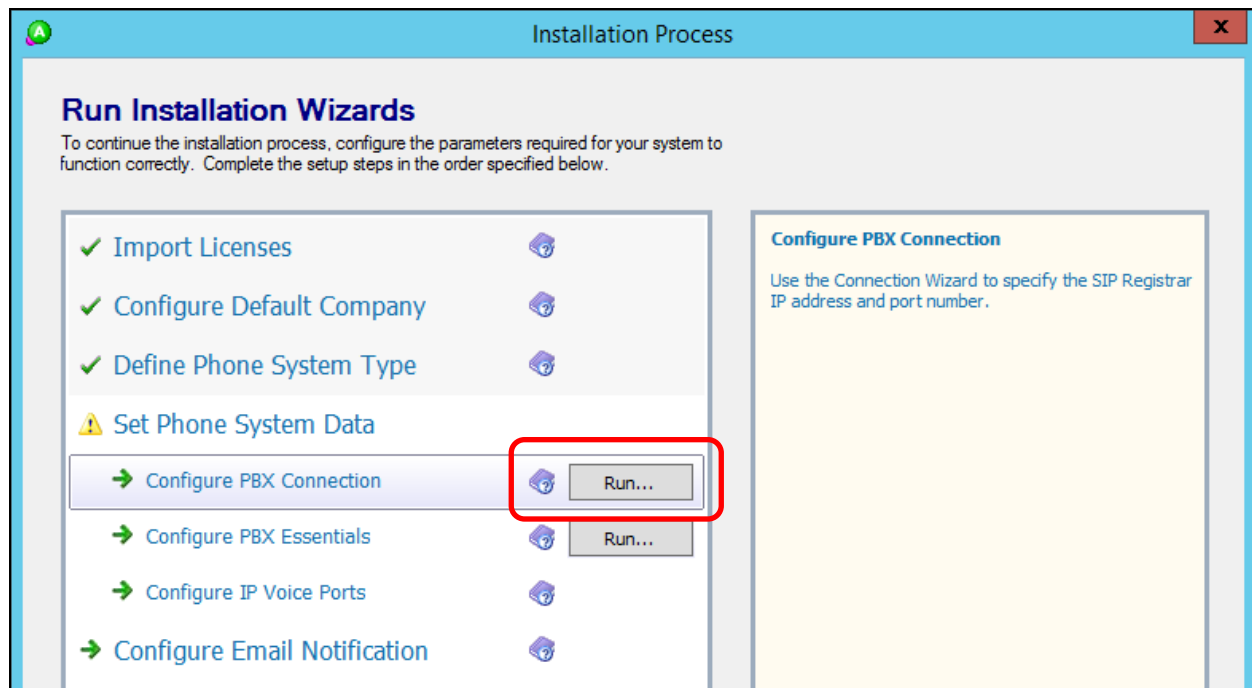 A
Installation Process
x
Run Installation Wizards
To continue the installation process, configure the parameters required for your system to
function correctly. Complete the setup steps in the order specified below.
Import Licenses
?
Configure Default Company
?
Define Phone System Type
?
Set Phone System Data
Configure PBX Connection
?
Run...
Configure PBX Essentials
?
Run...
Configure IP Voice Ports
?
Configure Email Notification
?
Configure PBX Connection
Use the Connection Wizard to specify the SIP Registrar
IP address and port number.